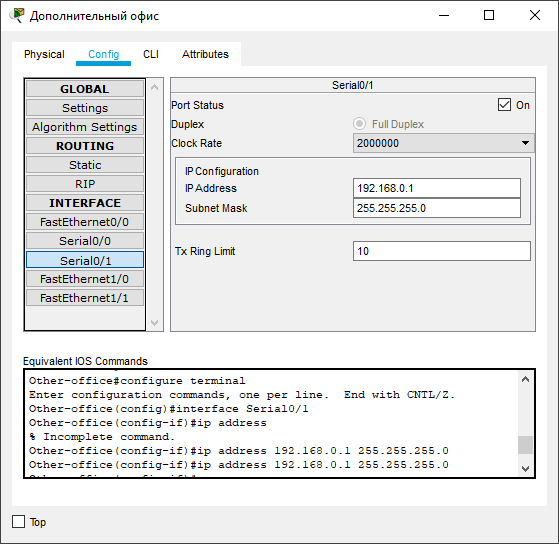 Дополнительный офис
Physical Config CLI Attributes
GLOBAL
Settings
Algorithm Settings
ROUTING
Static
RIP
INTERFACE
FastEthernet0/0
Serial0/0
Serial0/1
FastEthernet1/0
FastEthernet1/1
Serial0/1
Port Status On
Duplex Full Duplex
Clock Rate 2000000
IP Configuration
IP Address 192.168.0.1
Subnet Mask 255.255.255.0
Tx Ring Limit 10
Equivalent IOS Commands
Other-office#configure terminal
Enter configuration commands, one per line. End with CNTL/Z.
Other-office(config)#interface Serial0/1
Other-office(config-if)#ip address
% Incomplete command.
Other-office(config-if)#ip address 192.168.0.1 255.255.255.0
Other-office(config-if)#ip address 192.168.0.1 255.255.255.0
Top